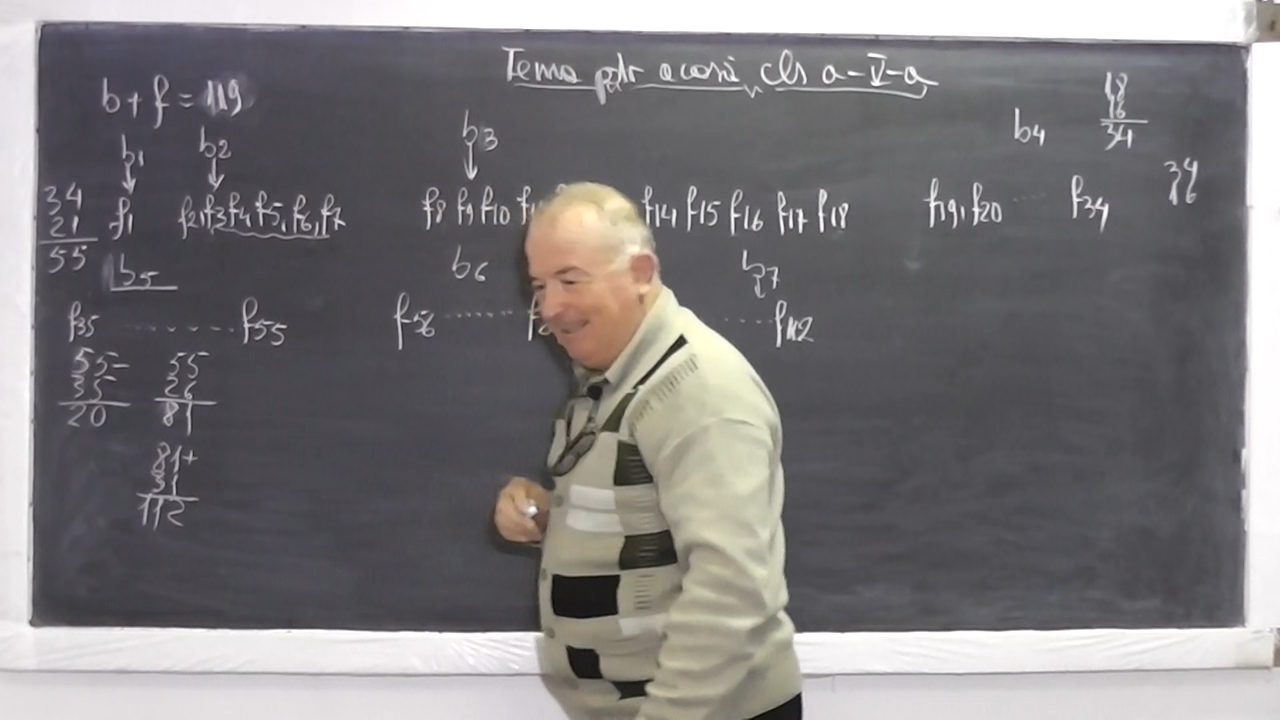 Tema ptr acasă, cls a-V-a
b + f = 119
b1 b2 b3 b4
18
16
34
34
21
55
f1 f2, f3 f4 f5, f6, f7 f8 f9 f10 f14 f15 f16 f17 f18 f19, f20 ...... f34
34
16
b5 b6 b7
f35 ........ f55 f56 ...... ...... f112
55-
35
20
55
26
81
81+
31
112